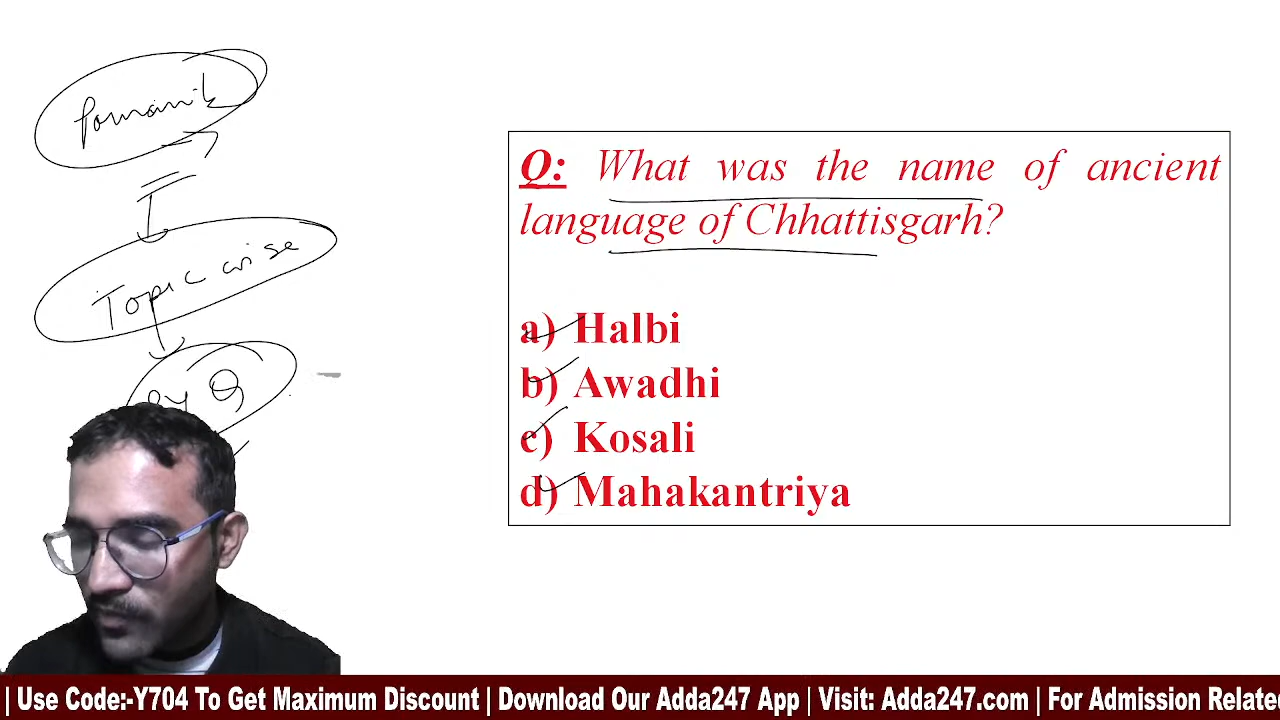 Topic wise
Q: What was the name of ancient
language of Chhattisgarh?
a) Halbi
b) Awadhi
c) Kosali
d) Mahakantriya
| Use Code:-Y704 To Get Maximum Discount | Download Our Adda247 App | Visit: Adda247.com | For Admission Relate